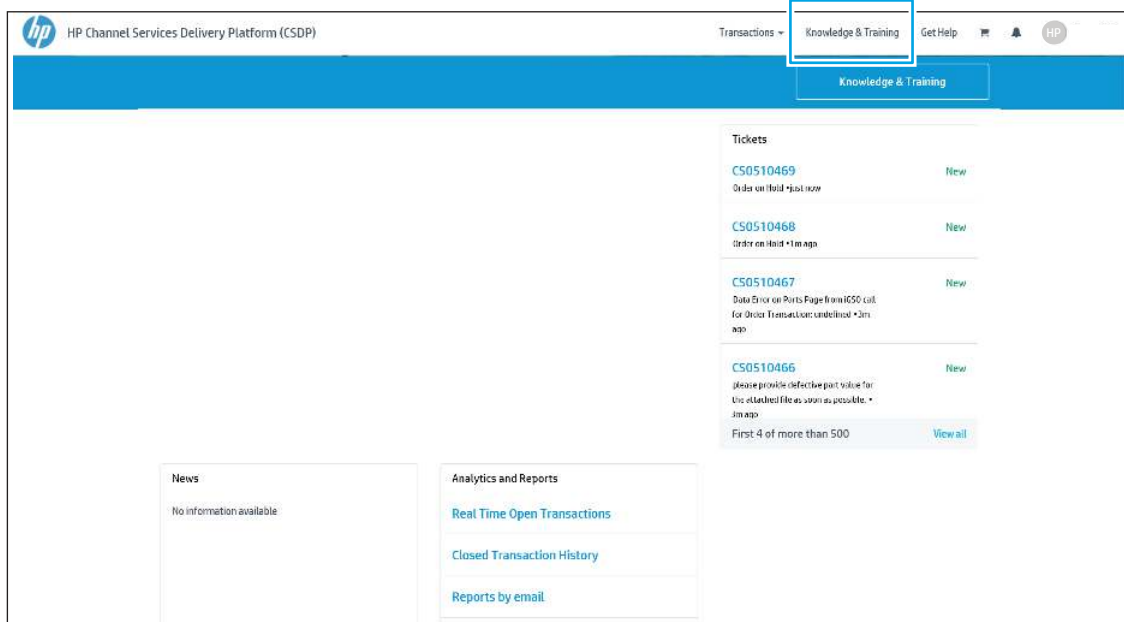 hp
HP Channel Services Delivery Platform (CSDP)
Transactions
Knowledge & Training
Get Help
HP
Knowledge & Training
Tickets
CS0510469
New
Order on Hold •just now
CS0510468
New
Order on Hold •1m ago
CS0510467
New
Data Error on Parts Page from iGSO call
for Order Transaction: undefined •3m
ago
CS0510466
New
please provide defective part value for
the attached file as soon as possible. •
3m ago
First 4 of more than 500
View all
News
No information available
Analytics and Reports
Real Time Open Transactions
Closed Transaction History
Reports by email